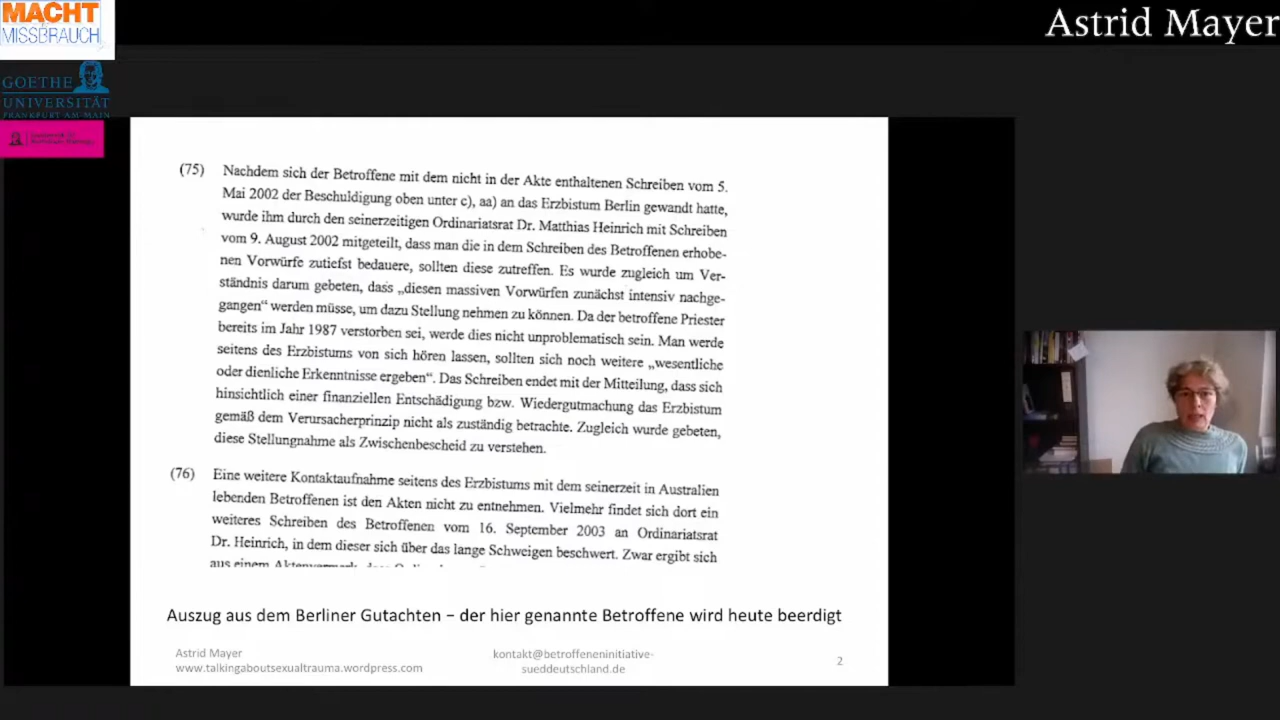 MACHT
MISSBRAUCH
Astrid Mayer
GOETHE
UNIVERSITÄT
FRANKFURT AM MAIN
(75) Nachdem sich der Betroffene mit dem nicht in der Akte enthaltenen Schreiben vom 5.
Mai 2002 der Beschuldigung oben unter c), aa) an das Erzbistum Berlin gewandt hatte,
wurde ihm durch den seinerzeitigen Ordinariatsrat Dr. Matthias Heinrich mit Schreiben
vom 9. August 2002 mitgeteilt, dass man die in dem Schreiben des Betroffenen erhobe-
nen Vorwürfe zutiefst bedauere, sollten diese zutreffen. Es wurde zugleich um Ver-
ständnis darum gebeten, dass „diesen massiven Vorwürfen zunächst intensiv nachge-
gangen“ werden müsse, um dazu Stellung nehmen zu können. Da der betroffene Priester
bereits im Jahr 1987 verstorben sei, werde dies nicht unproblematisch sein. Man werde
seitens des Erzbistums von sich hören lassen, sollten sich noch weitere „wesentliche
oder dienliche Erkenntnisse ergeben“. Das Schreiben endet mit der Mitteilung, dass sich
hinsichtlich einer finanziellen Entschädigung bzw. Wiedergutmachung das Erzbistum
gemäß dem Verursacherprinzip nicht als zuständig betrachte. Zugleich wurde gebeten,
diese Stellungnahme als Zwischenbescheid zu verstehen.
(76) Eine weitere Kontaktaufnahme seitens des Erzbistums mit dem seinerzeit in Australien
lebenden Betroffenen ist den Akten nicht zu entnehmen. Vielmehr findet sich dort ein
weiteres Schreiben des Betroffenen vom 16. September 2003 an Ordinariatsrat
Dr. Heinrich, in dem dieser sich über das lange Schweigen beschwert. Zwar ergibt sich
aus einem Aktenvermerk, dass
Auszug aus dem Berliner Gutachten – der hier genannte Betroffene wird heute beerdigt
Astrid Mayer
www.talkingaboutsexualtrauma.wordpress.com
kontakt@betroffeneninitiative-
sueddeutschland.de
2